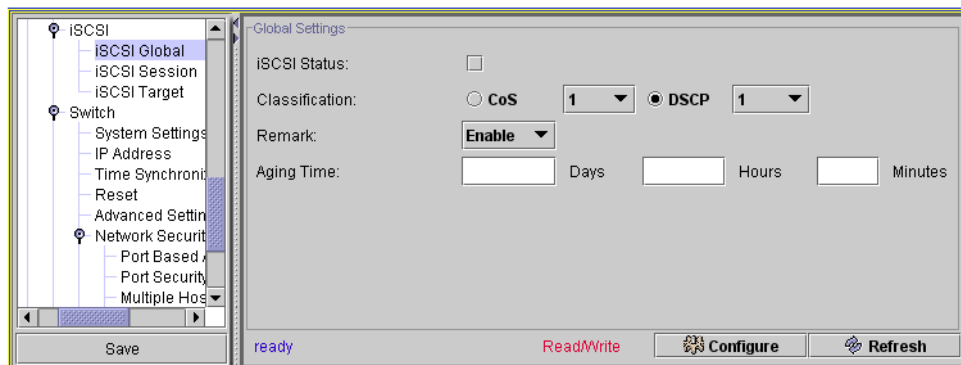 iSCSI
iSCSI Global
iSCSI Session
iSCSI Target
Switch
System Settings
IP Address
Time Synchroni
Reset
Advanced Settin
Network Securit
Port Based
Port Security
Multiple Hos
Save
Global Settings
iSCSI Status:
Classification: CoS 1 DSCP 1
Remark: Enable
Aging Time: Days Hours Minutes
ready Read/Write Configure Refresh